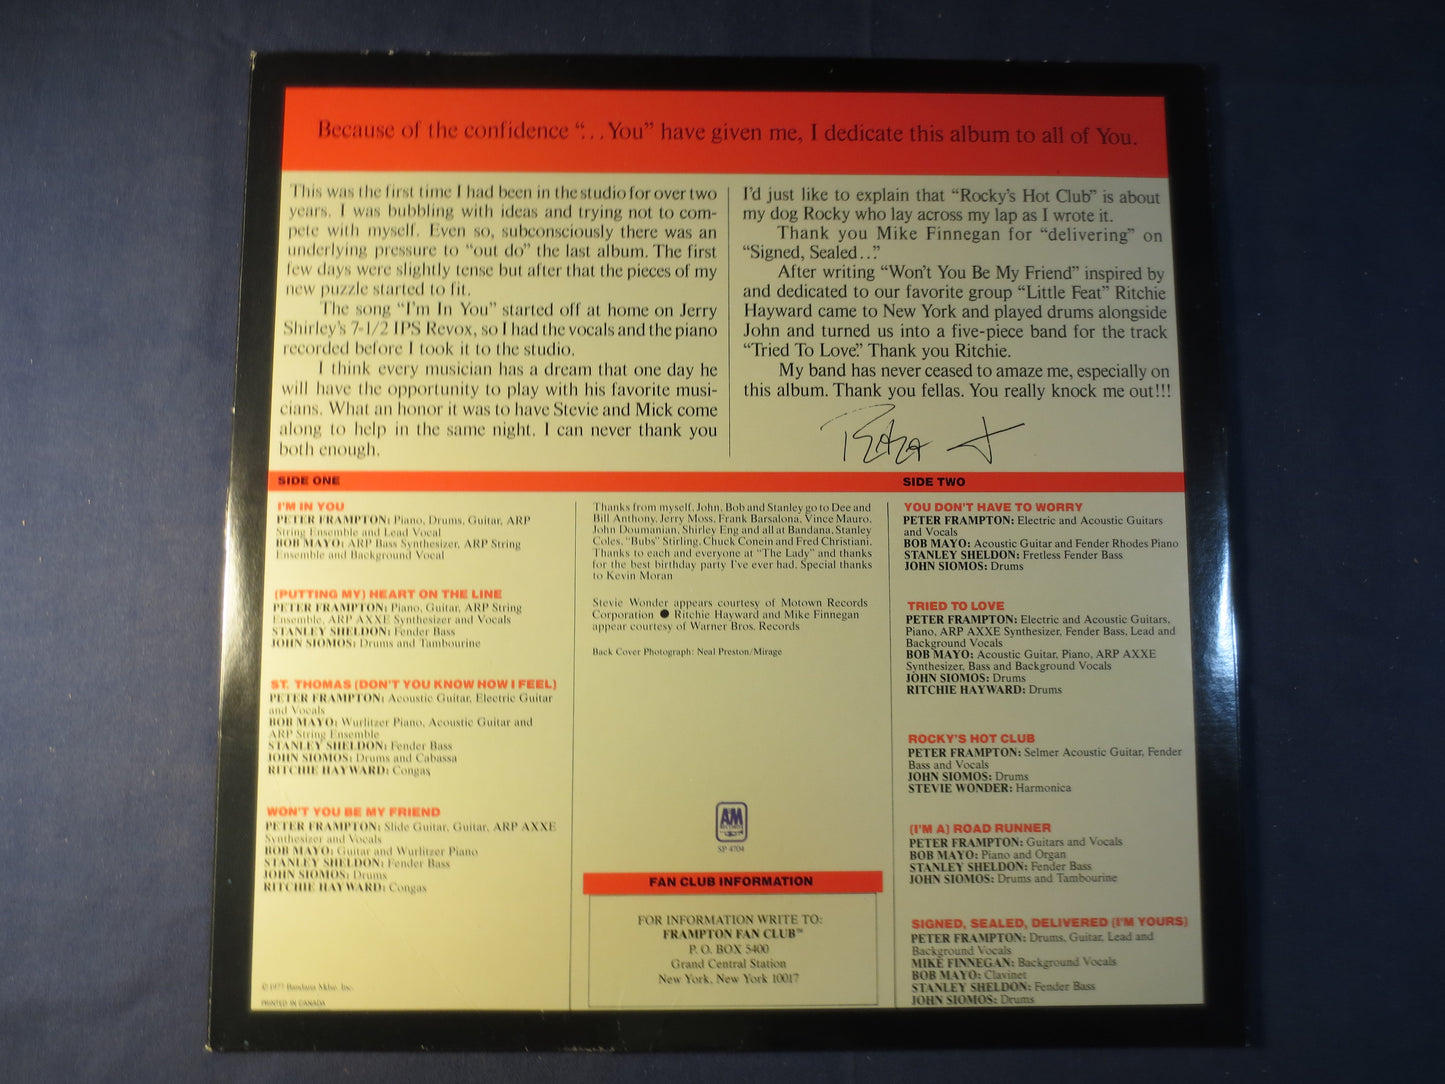 Because of the confidence “. . . You” have given me, I dedicate this album to all of You.
This was the first time I had been in the studio for over two
years. I was bubbling with ideas and trying not to com-
pete with myself. Even so, subconsciously there was an
underlying pressure to “out do” the last album. The first
few days were slightly tense but after that the pieces of my
new puzzle started to fit.
The song “I'm In You” started off at home on Jerry
Shirley's 7-1/2 IPS Revox, so I had the vocals and the piano
recorded before I took it to the studio.
I think every musician has a dream that one day he
will have the opportunity to play with his favorite musi-
cians. What an honor it was to have Stevie and Mick come
along to help in the same night. I can never thank you
both enough.
I'd just like to explain that “Rocky's Hot Club” is about
my dog Rocky who lay across my lap as I wrote it.
Thank you Mike Finnegan for “delivering” on
“Signed, Sealed . . .”
After writing “Won't You Be My Friend” inspired by
and dedicated to our favorite group “Little Feat” Ritchie
Hayward came to New York and played drums alongside
John and turned us into a five-piece band for the track
“Tried To Love.” Thank you Ritchie.
My band has never ceased to amaze me, especially on
this album. Thank you fellas. You really knock me out!!!
SIDE ONE
I'M IN YOU
PETER FRAMPTON: Piano, Drums, Guitar, ARP
String Ensemble and Lead Vocal
BOB MAYO: ARP Bass Synthesizer, ARP String
Ensemble and Background Vocal
(PUTTING MY) HEART ON THE LINE
PETER FRAMPTON: Piano, Guitar, ARP String
Ensemble, ARP AXXE Synthesizer and Vocals
STANLEY SHELDON: Fender Bass
JOHN SIOMOS: Drums and Tambourine
ST. THOMAS (DON'T YOU KNOW HOW I FEEL)
PETER FRAMPTON: Acoustic Guitar, Electric Guitar
and Vocals
BOB MAYO: Wurlitzer Piano, Acoustic Guitar and
ARP String Ensemble
STANLEY SHELDON: Fender Bass
JOHN SIOMOS: Drums and Cabassa
RITCHIE HAYWARD: Congas
WON'T YOU BE MY FRIEND
PETER FRAMPTON: Slide Guitar, Guitar, ARP AXXE
Synthesizer and Vocals
BOB MAYO: Guitar and Wurlitzer Piano
STANLEY SHELDON: Fender Bass
JOHN SIOMOS: Drums
RITCHIE HAYWARD: Congas
© 1977 Bandana Mdse. Inc.
PRINTED IN CANADA
Thanks from myself, John, Bob and Stanley go to Dee and
Bill Anthony, Jerry Moss, Frank Barsalona, Vince Mauro,
John Doumanian, Shirley Eng and all at Bandana, Stanley
Coles, “Bubs” Stirling, Chuck Conein and Fred Christiani.
Thanks to each and everyone at “The Lady” and thanks
for the best birthday party I've ever had. Special thanks
to Kevin Moran
Stevie Wonder appears courtesy of Motown Records
Corporation ● Ritchie Hayward and Mike Finnegan
appear courtesy of Warner Bros. Records
Back Cover Photograph: Neal Preston/Mirage
A&M
RECORDS
SP 4704
FAN CLUB INFORMATION
FOR INFORMATION WRITE TO:
FRAMPTON FAN CLUB™
P. O. BOX 5400
Grand Central Station
New York, New York 10017
SIDE TWO
YOU DON'T HAVE TO WORRY
PETER FRAMPTON: Electric and Acoustic Guitars
and Vocals
BOB MAYO: Acoustic Guitar and Fender Rhodes Piano
STANLEY SHELDON: Fretless Fender Bass
JOHN SIOMOS: Drums
TRIED TO LOVE
PETER FRAMPTON: Electric and Acoustic Guitars,
Piano, ARP AXXE Synthesizer, Fender Bass, Lead and
Background Vocals
BOB MAYO: Acoustic Guitar, Piano, ARP AXXE
Synthesizer, Bass and Background Vocals
JOHN SIOMOS: Drums
RITCHIE HAYWARD: Drums
ROCKY'S HOT CLUB
PETER FRAMPTON: Selmer Acoustic Guitar, Fender
Bass and Vocals
JOHN SIOMOS: Drums
STEVIE WONDER: Harmonica
(I'M A) ROAD RUNNER
PETER FRAMPTON: Guitars and Vocals
BOB MAYO: Piano and Organ
STANLEY SHELDON: Fender Bass
JOHN SIOMOS: Drums and Tambourine
SIGNED, SEALED, DELIVERED (I'M YOURS)
PETER FRAMPTON: Drums, Guitar, Lead and
Background Vocals
MIKE FINNEGAN: Background Vocals
BOB MAYO: Clavinet
STANLEY SHELDON: Fender Bass
JOHN SIOMOS: Drums